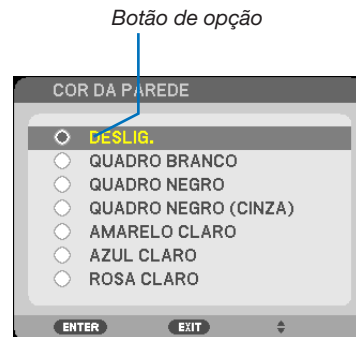 Botão de opção
COR DA PAREDE
DESLIG.
QUADRO BRANCO
QUADRO NEGRO
QUADRO NEGRO (CINZA)
AMARELO CLARO
AZUL CLARO
ROSA CLARO
ENTER EXIT